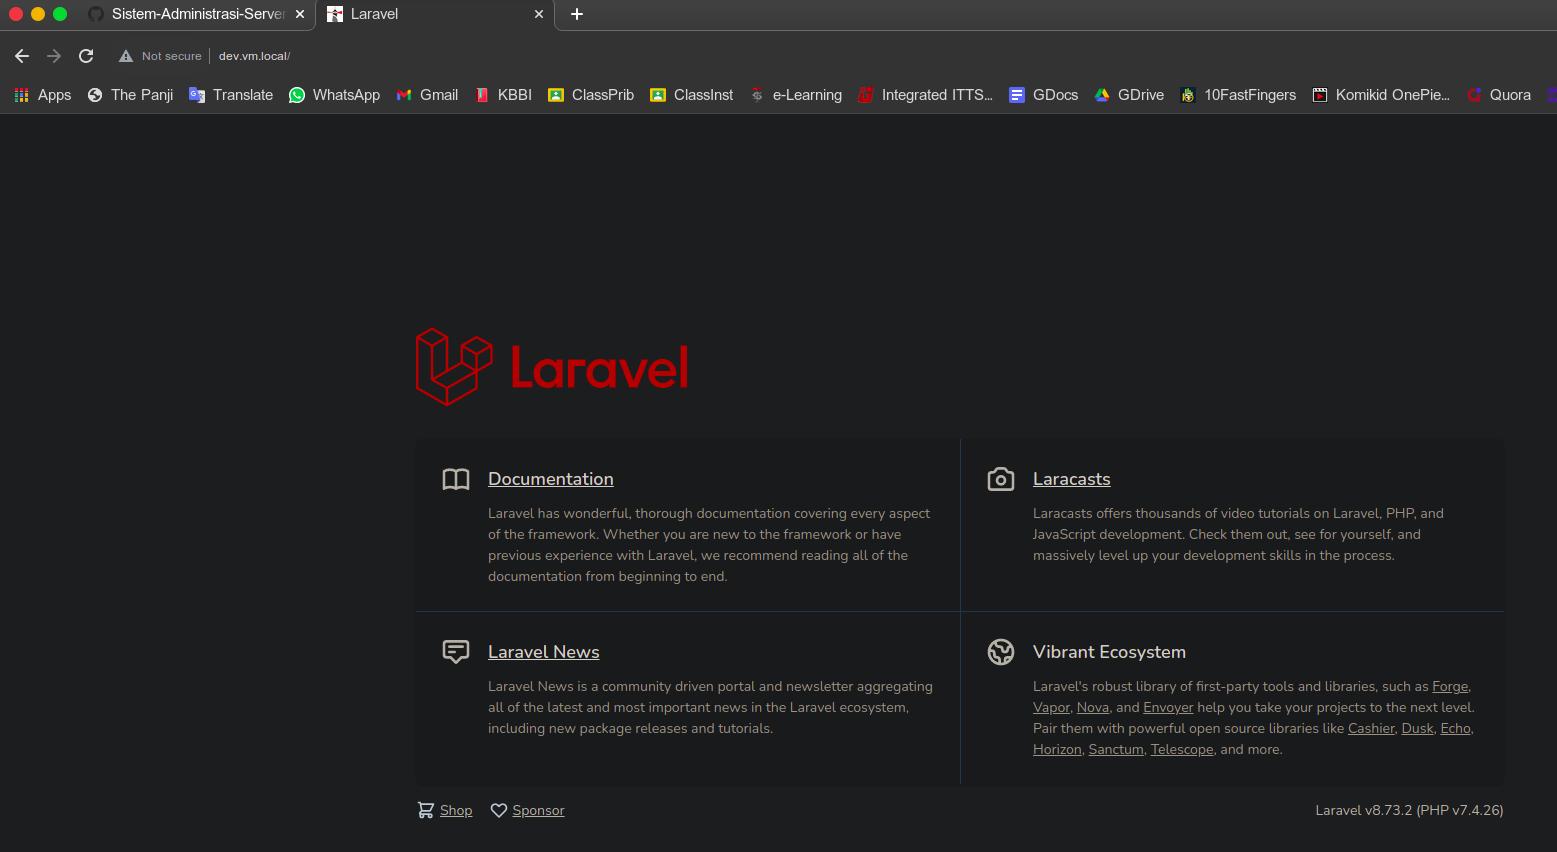 Sistem-Administrasi-Server
Laravel
Not secure
dev.vm.local/
Apps
The Panji
Translate
WhatsApp
Gmail
KBBI
ClassPrib
ClassInst
e-Learning
Integrated ITTS...
GDocs
GDrive
10FastFingers
Komikid OnePie...
Quora
Laravel
Documentation
Laravel has wonderful, thorough documentation covering every aspect
of the framework. Whether you are new to the framework or have
previous experience with Laravel, we recommend reading all of the
documentation from beginning to end.
Laracasts
Laracasts offers thousands of video tutorials on Laravel, PHP, and
JavaScript development. Check them out, see for yourself, and
massively level up your development skills in the process.
Laravel News
Laravel News is a community driven portal and newsletter aggregating
all of the latest and most important news in the Laravel ecosystem,
including new package releases and tutorials.
Vibrant Ecosystem
Laravel's robust library of first-party tools and libraries, such as Forge,
Vapor, Nova, and Envoyer help you take your projects to the next level.
Pair them with powerful open source libraries like Cashier, Dusk, Echo,
Horizon, Sanctum, Telescope, and more.
Shop
Sponsor
Laravel v8.73.2 (PHP v7.4.26)